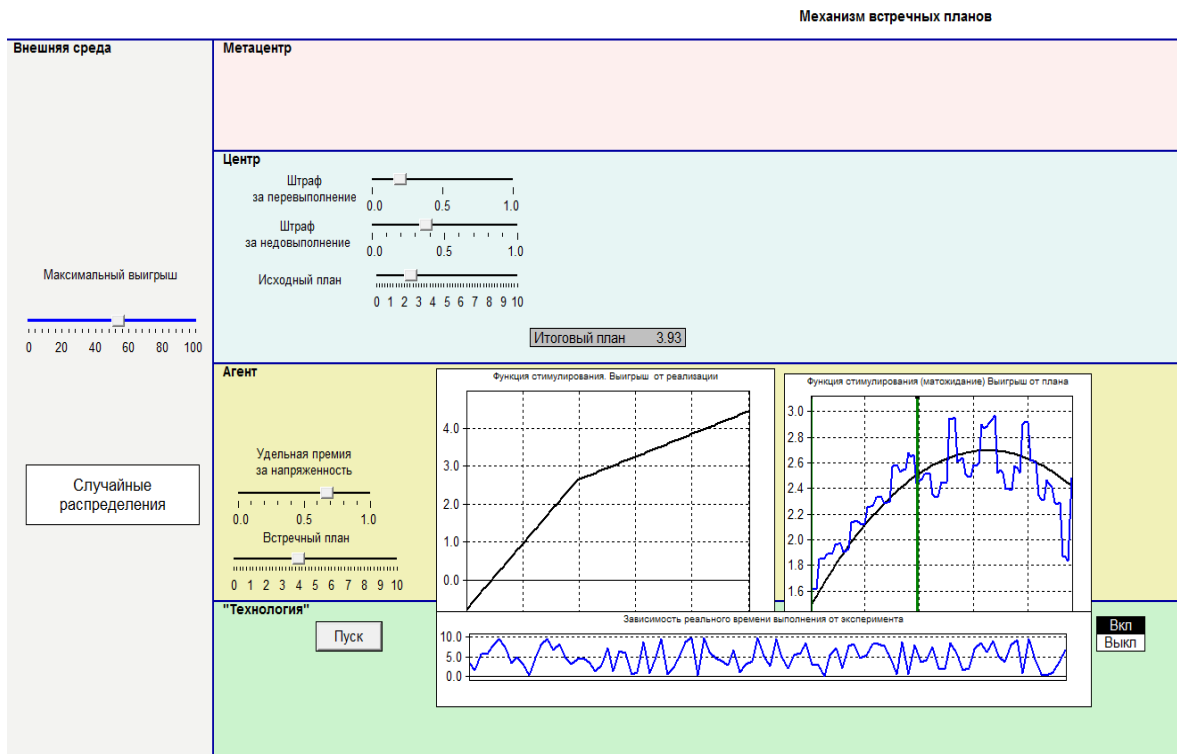 Механизм встречных планов
Внешняя среда
Максимальный выигрыш
0 20 40 60 80 100
Случайные
распределения
Метацентр
Центр
Штраф
за перевыполнение
0.0 0.5 1.0
Штраф
за недовыполнение
0.0 0.5 1.0
Исходный план
0 1 2 3 4 5 6 7 8 9 10
Итоговый план 3.93
Агент
Удельная премия
за напряженность
0.0 0.5 1.0
Встречный план
0 1 2 3 4 5 6 7 8 9 10
Функция стимулирования. Выигрыш от реализации
4.0
3.0
2.0
1.0
0.0
Функция стимулирования (матожидание) Выигрыш от плана
3.0
2.8
2.6
2.4
2.2
2.0
1.8
1.6
"Технология"
Пуск
Зависимость реального времени выполнения от эксперимента
10.0
5.0
0.0
Вкл
Выкл